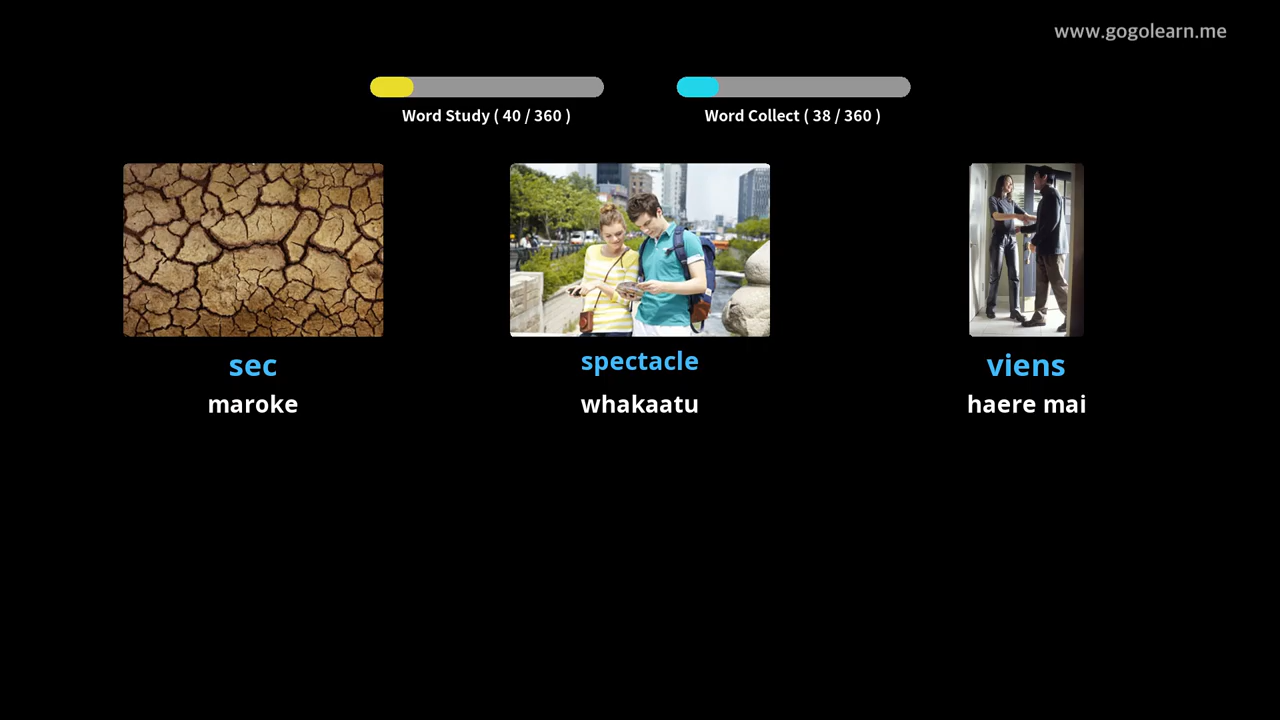 www.gogolearn.me
Word Study ( 40 / 360 )
Word Collect ( 38 / 360 )
sec
maroke
spectacle
whakaatu
viens
haere mai